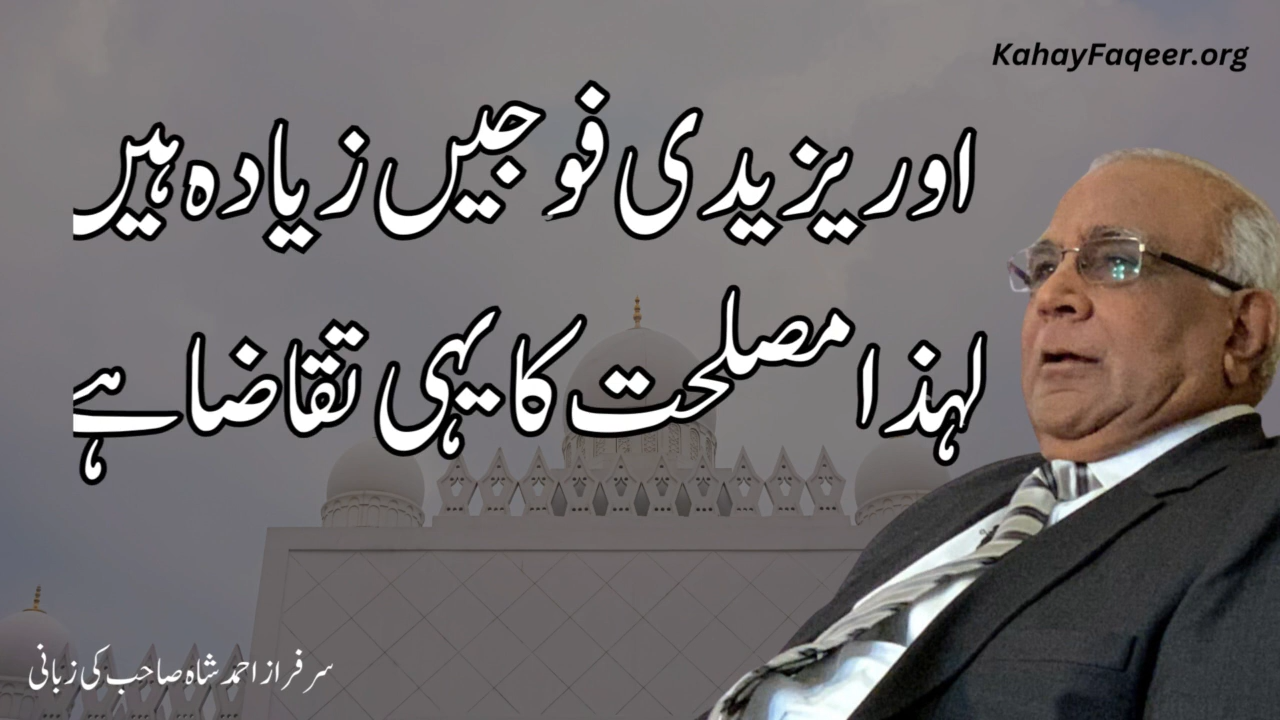 KahayFaqeer.org
اور یزیدی فوجیں زیادہ ہیں
لہذا مصلحت کا یہی تقاضا ہے
سرفراز احمد شاہ صاحب کی زبانی